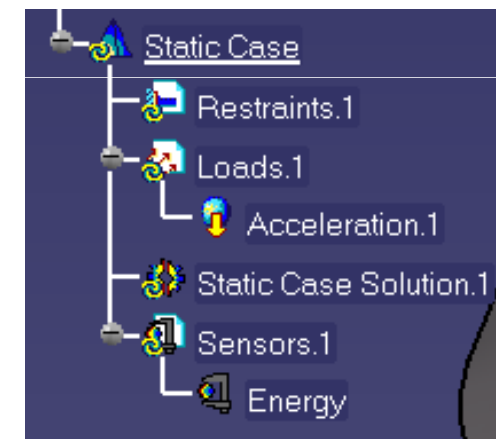 Static Case
Restraints.1
Loads.1
Acceleration.1
Static Case Solution.1
Sensors.1
Energy